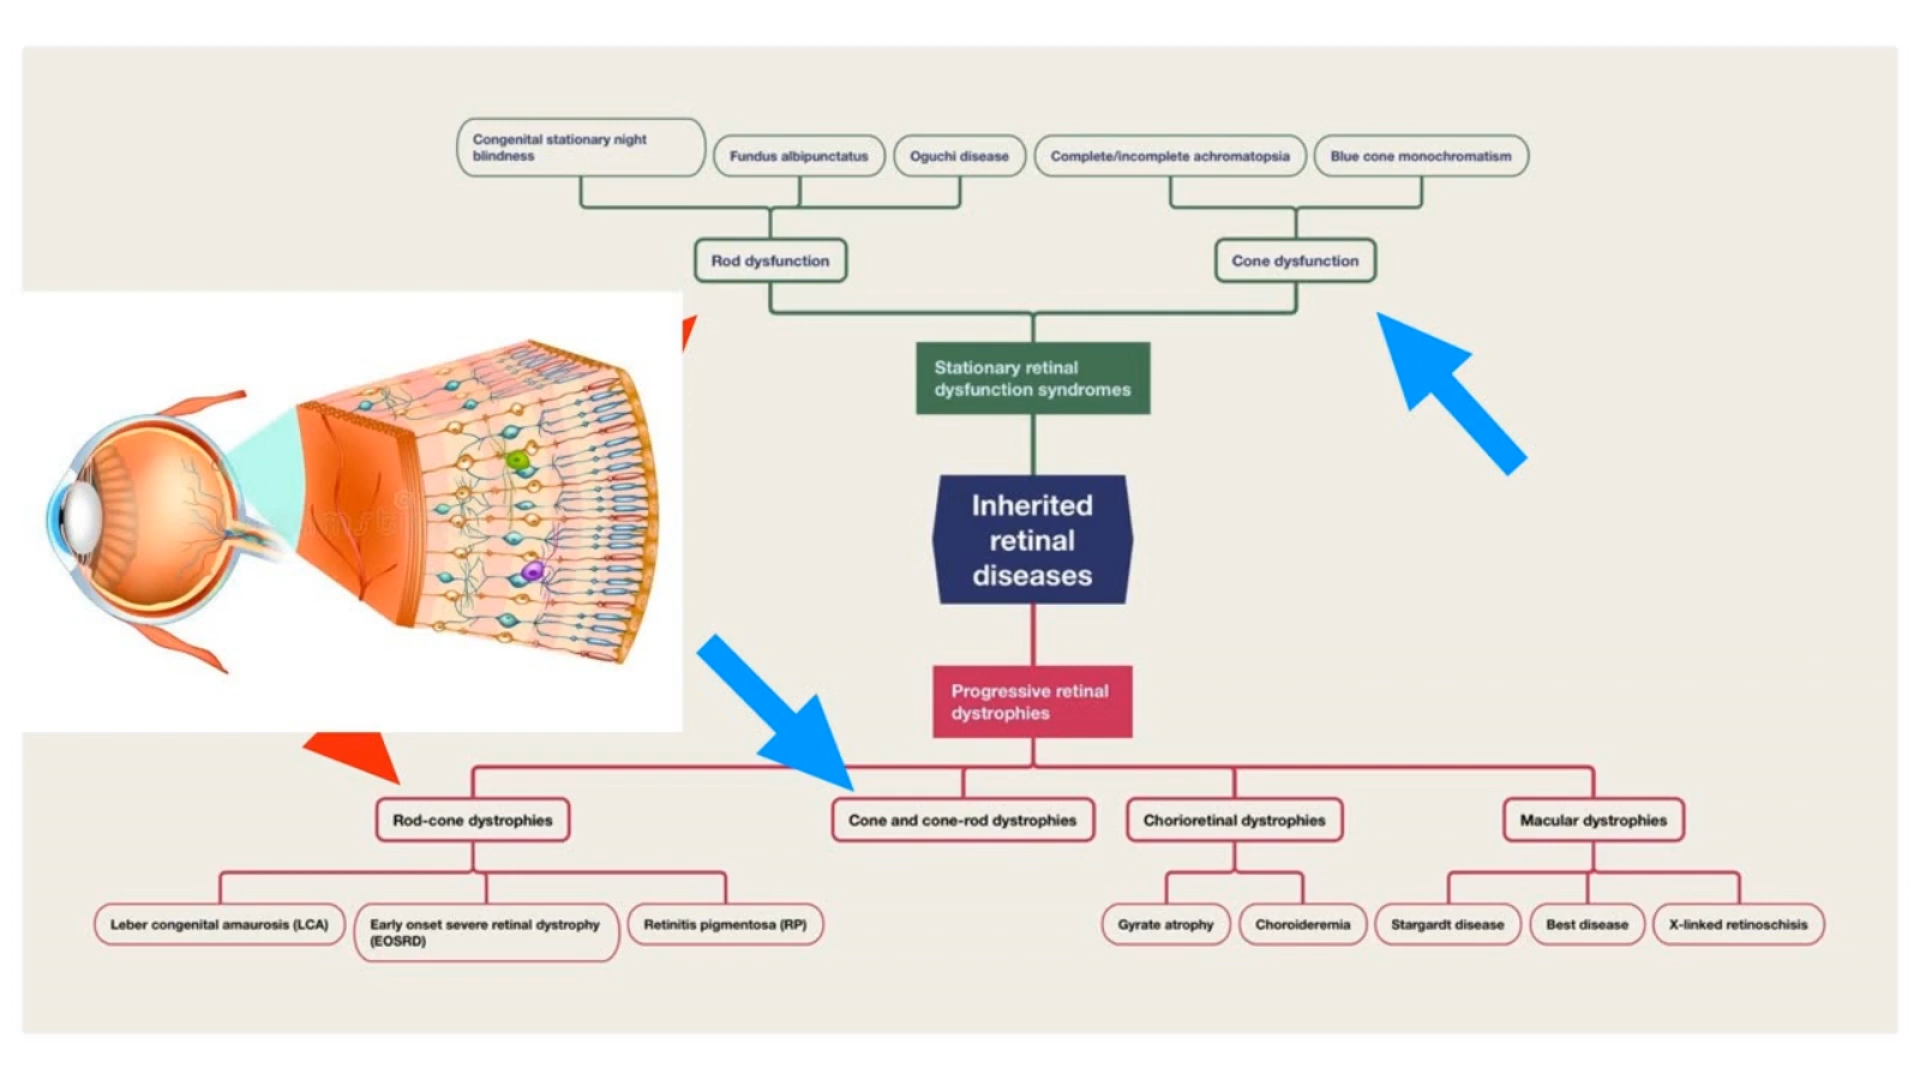 Congenital stationary night
blindness
Fundus albipunctatus
Oguchi disease
Complete/incomplete achromatopsia
Blue cone monochromatism
Rod dysfunction
Cone dysfunction
Stationary retinal
dysfunction syndromes
Inherited
retinal
diseases
Progressive retinal
dystrophies
Rod-cone dystrophies
Cone and cone-rod dystrophies
Chorioretinal dystrophies
Macular dystrophies
Leber congenital amaurosis (LCA)
Early onset severe retinal dystrophy
(EOSRD)
Retinitis pigmentosa (RP)
Gyrate atrophy
Choroideremia
Stargardt disease
Best disease
X-linked retinoschisis